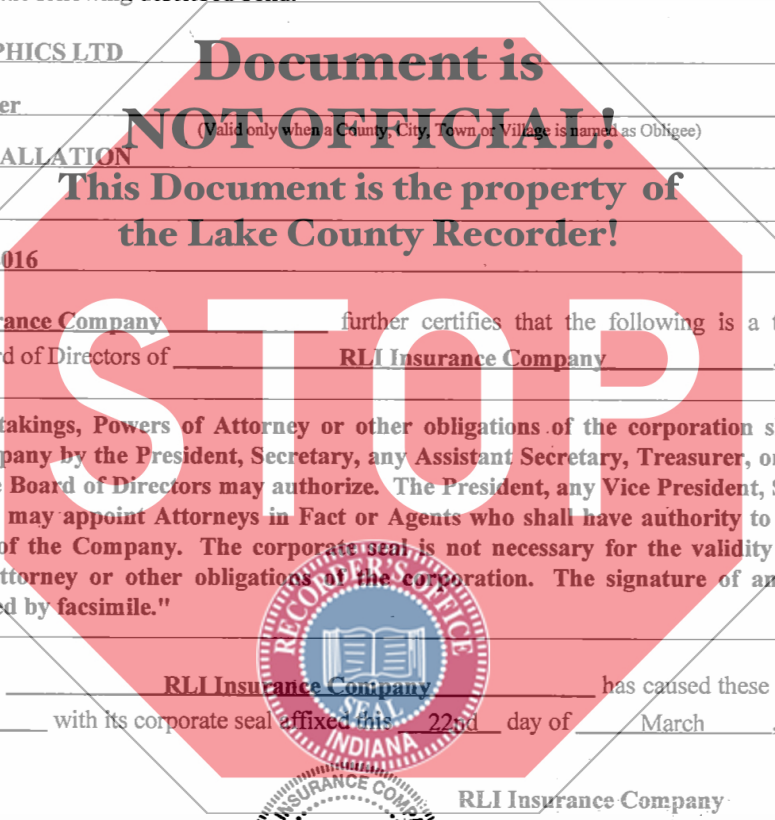 PHICS LTD
Document is
er
NOT OFFICIAL!
(Valid only when a County, City, Town or Village is named as Obligee)
ALLATION
This Document is the property of
the Lake County Recorder!
016
STOP
rance Company further certifies that the following is a t
rd of Directors of RLI Insurance Company
takings, Powers of Attorney or other obligations of the corporation s
pany by the President, Secretary, any Assistant Secretary, Treasurer, or
e Board of Directors may authorize. The President, any Vice President, S
may appoint Attorneys in Fact or Agents who shall have authority to
of the Company. The corporate seal is not necessary for the validity
ttorney or other obligations of the corporation. The signature of an
ed by facsimile."
RECORDER'S OFFICE
SEAL
INDIANA
RLI Insurance Company has caused these
with its corporate seal affixed this 22nd day of March
INSURANCE COMP
RLI Insurance Company